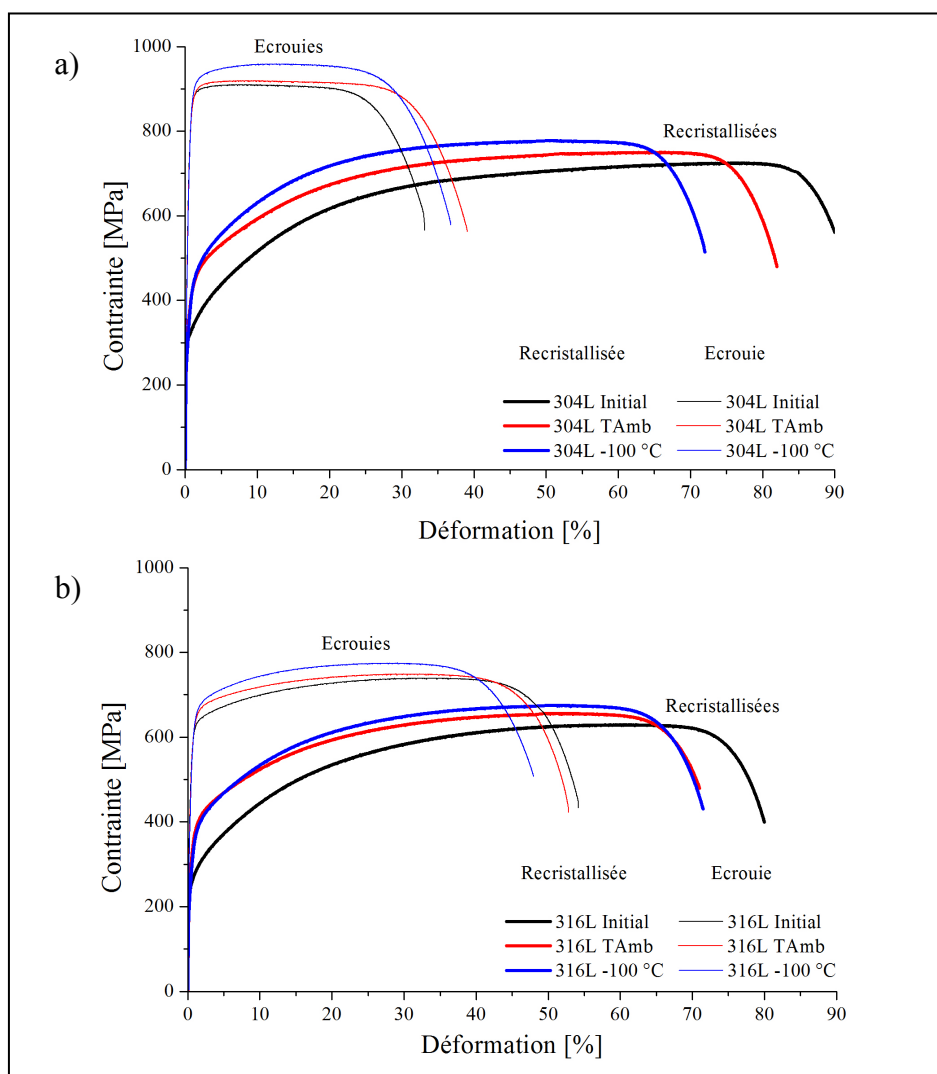 a)
1000
800
600
400
200
0
Contrainte [MPa]
Ecrouies
Recristallisées
Recristallisée Ecrouie
304L Initial 304L Initial
304L TAmb 304L TAmb
304L -100 °C 304L -100 °C
0 10 20 30 40 50 60 70 80 90
Déformation [%]
b)
1000
800
600
400
200
0
Contrainte [MPa]
Ecrouies
Recristallisées
Recristallisée Ecrouie
316L Initial 316L Initial
316L TAmb 316L TAmb
316L -100 °C 316L -100 °C
0 10 20 30 40 50 60 70 80 90
Déformation [%]